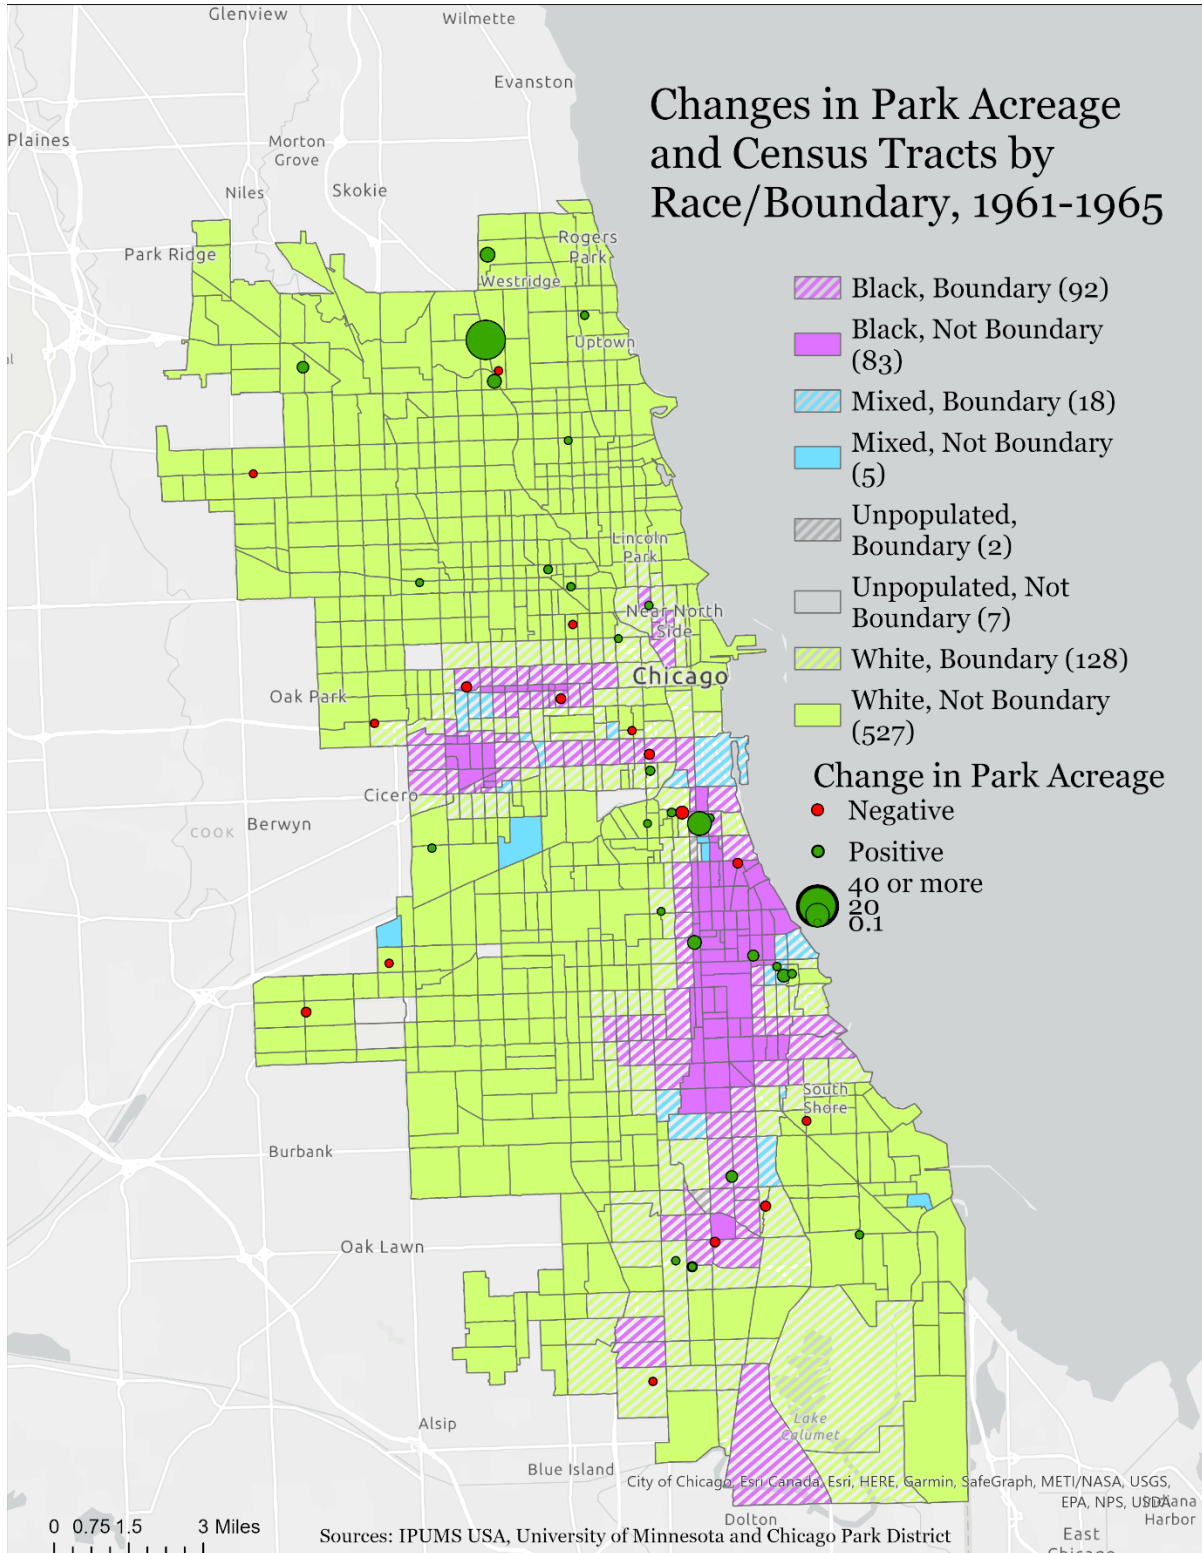 Glenview
Wilmette
Evanston
Plaines
Morton
Grove
Niles
Skokie
Changes in Park Acreage
and Census Tracts by
Race/Boundary, 1961-1965
Park Ridge
Rogers
Park
Westridge
Uptown
Black, Boundary (92)
Black, Not Boundary
(83)
Mixed, Boundary (18)
Mixed, Not Boundary
(5)
Unpopulated,
Boundary (2)
Unpopulated, Not
Boundary (7)
White, Boundary (128)
White, Not Boundary
(527)
Lincoln
Park
Near North
Side
Chicago
Oak Park
Cicero
COOK
Berwyn
Change in Park Acreage
Negative
Positive
40 or more
20
0.1
South
Shore
Burbank
Oak Lawn
Alsip
Lake
Calumet
Blue Island
City of Chicago, Esri Canada, Esri, HERE, Garmin, SafeGraph, METI/NASA, USGS,
EPA, NPS, USDA
Indiana
Harbor
Dolton
East
Chicago
0 0.75 1.5 3 Miles
Sources: IPUMS USA, University of Minnesota and Chicago Park District